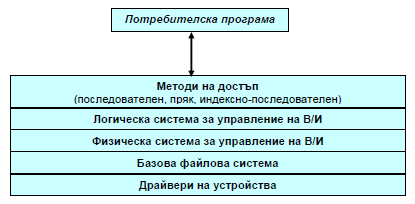 Потребителска програма
Методи на достъп
(последователен, пряк, индексно-последователен)
Логическа система за управление на В/И
Физическа система за управление на В/И
Базова файлова система
Драйвери на устройства